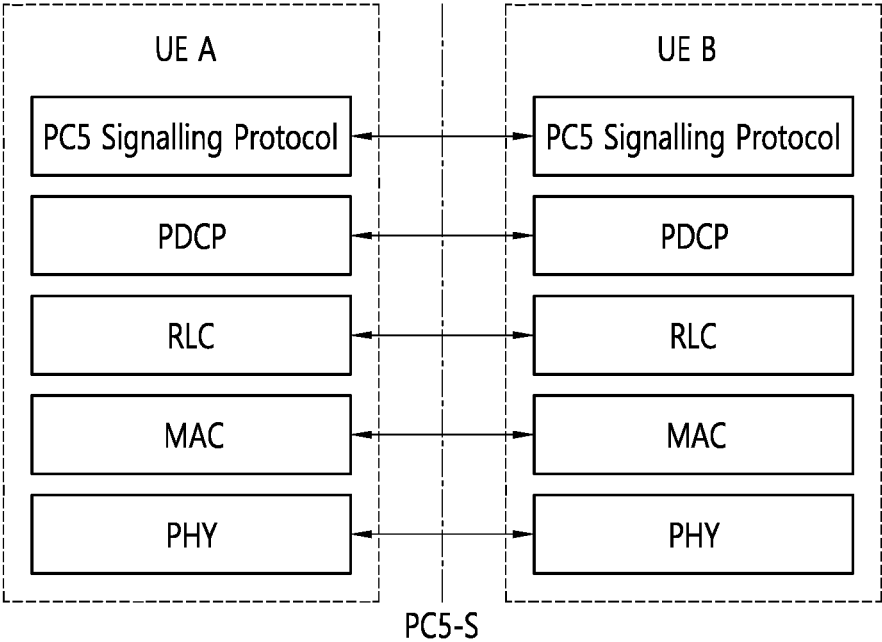 UE A
UE B
PC5 Signalling Protocol
PC5 Signalling Protocol
PDCP
PDCP
RLC
RLC
MAC
MAC
PHY
PHY
PC5-S